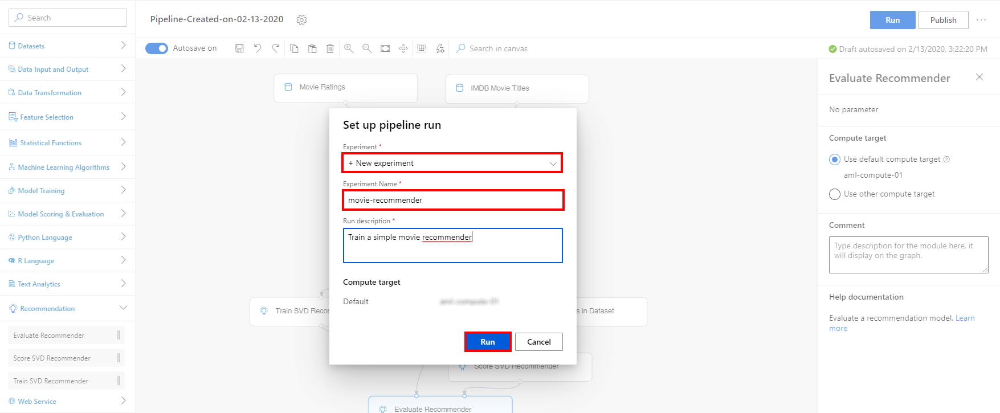 Search
Datasets
Data Input and Output
Data Transformation
Feature Selection
Statistical Functions
Machine Learning Algorithms
Model Training
Model Scoring & Evaluation
Python Language
R Language
Text Analytics
Recommendation
Evaluate Recommender
Score SVD Recommender
Train SVD Recommender
Web Service
Pipeline-Created-on-02-13-2020
Run
Publish
Autosave on
Search in canvas
Draft autosaved on 2/13/2020, 3:22:20 PM
Movie Ratings
IMDB Movie Titles
Train SVD Recor
s in Dataset
Score SVD Recommender
Evaluate Recommender
Set up pipeline run
Experiment *
+ New experiment
Experiment Name *
movie-recommender
Run description *
Train a simple movie recommender
Compute target
Default
aml-compute-01
Run
Cancel
Evaluate Recommender
No parameter
Compute target
Use default compute target
aml-compute-01
Use other compute target
Comment
Type description for the module here, it
will display on the graph.
Help documentation
Evaluate a recommendation model. Learn
more